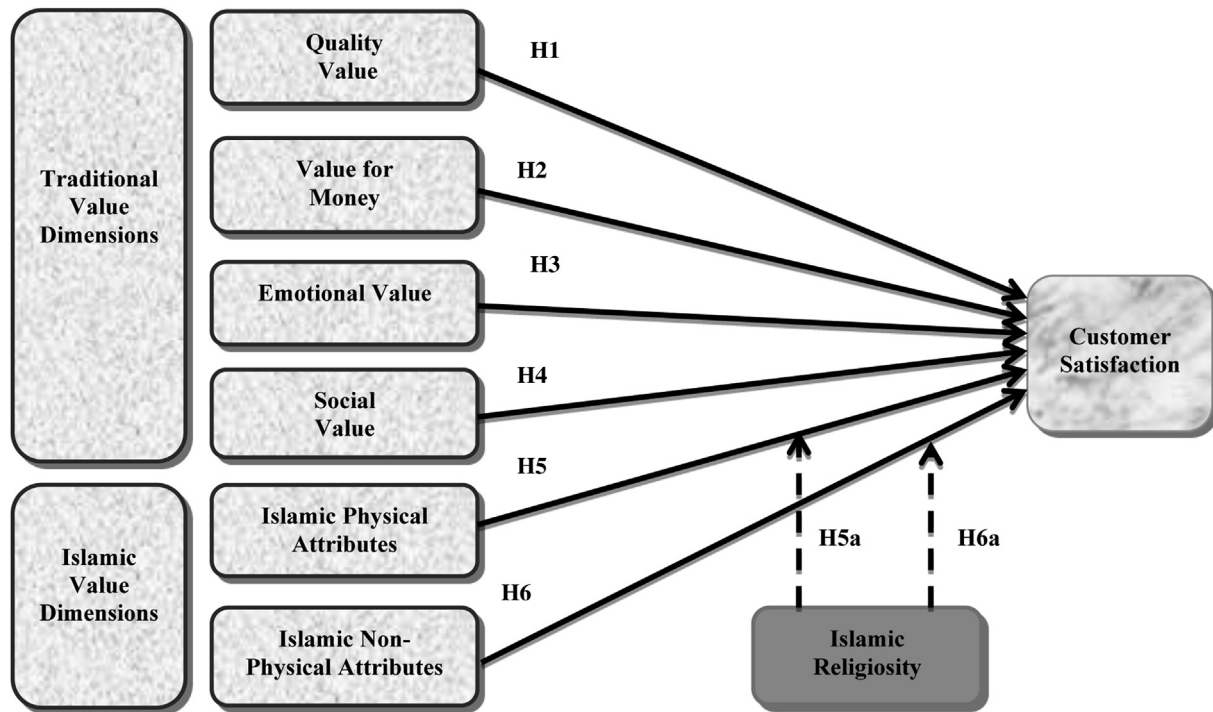 Traditional
Value
Dimensions
Islamic
Value
Dimensions
Quality
Value
Value for
Money
Emotional Value
Social
Value
Islamic Physical
Attributes
Islamic Non-
Physical Attributes
H1
H2
H3
H4
H5
H6
H5a
H6a
Islamic
Religiosity
Customer
Satisfaction